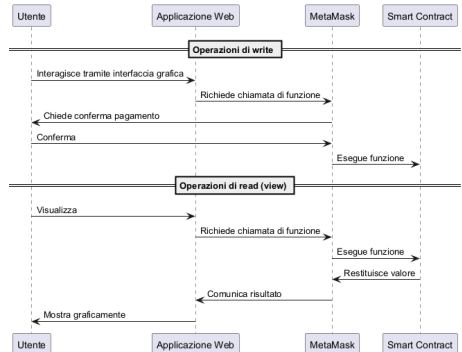 Utente Applicazione Web MetaMask Smart Contract
Operazioni di write
Interagisce tramite interfaccia grafica
Richiede chiamata di funzione
Chiede conferma pagamento
Conferma
Esegue funzione
Operazioni di read (view)
Visualizza
Richiede chiamata di funzione
Esegue funzione
Restituisce valore
Comunica risultato
Mostra graficamente
Utente Applicazione Web MetaMask Smart Contract